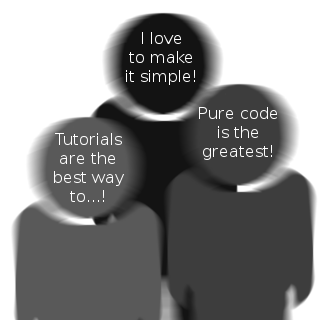 I love
to make
it simple!
Pure code
is the
greatest!
Tutorials
are the
best way
to...!